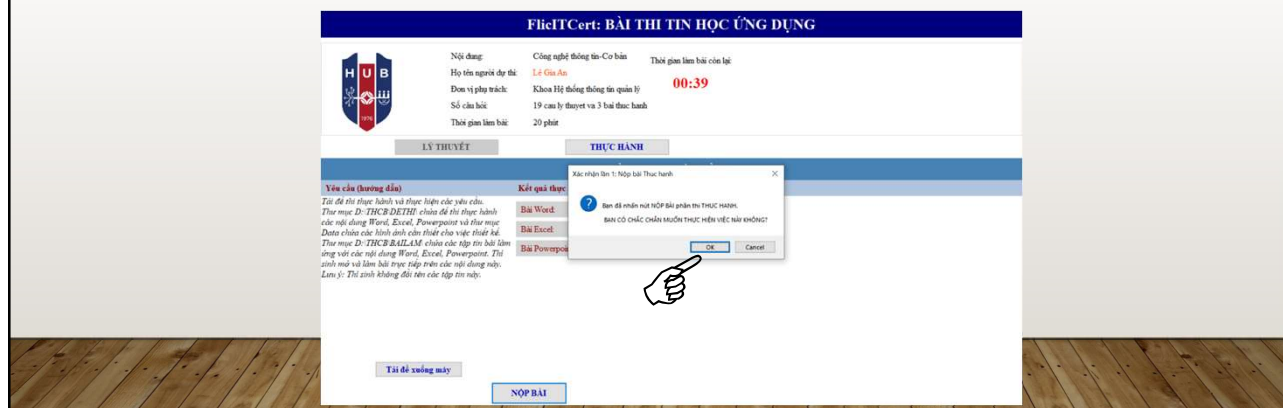 FlicITCert: BÀI THI TIN HỌC ỨNG DỤNG
HUB
1976
Nội dung: Công nghệ thông tin-Cơ bản
Thời gian làm bài còn lại:
Họ tên người dự thi: Lê Gia An
00:39
Đơn vị phụ trách: Khoa Hệ thống thông tin quản lý
Số câu hỏi: 19 cau ly thuyet va 3 bai thuc hanh
Thời gian làm bài: 20 phút
LÝ THUYẾT THỰC HÀNH
Xác nhận lần 1: Nộp bài Thuc hanh
Bạn đã nhấn nút NỘP BÀI phần thi THUC HANH.
BẠN CÓ CHẮC CHẮN MUỐN THỰC HIỆN VIỆC NÀY KHÔNG?
OK Cancel
Yêu cầu (hướng dẫn)
Tải đề thi thực hành và thực hiện các yêu cầu.
Thư mục D:\THCB\DETHI\ chứa đề thi thực hành
các nội dung Word, Excel, Powerpoint và thư mục
Data chứa các hình ảnh cần thiết cho việc thiết kế.
Thư mục D:\THCB\BAILAM\ chứa các tập tin bài làm
ứng với các nội dung Word, Excel, Powerpoint. Thí
sinh mở và làm bài trực tiếp trên các nội dung này.
Lưu ý: Thí sinh không đổi tên các tập tin này.
Kết quả thực
Bài Word:
Bài Excel:
Bài Powerpoi
Tải đề xuống máy
NỘP BÀI